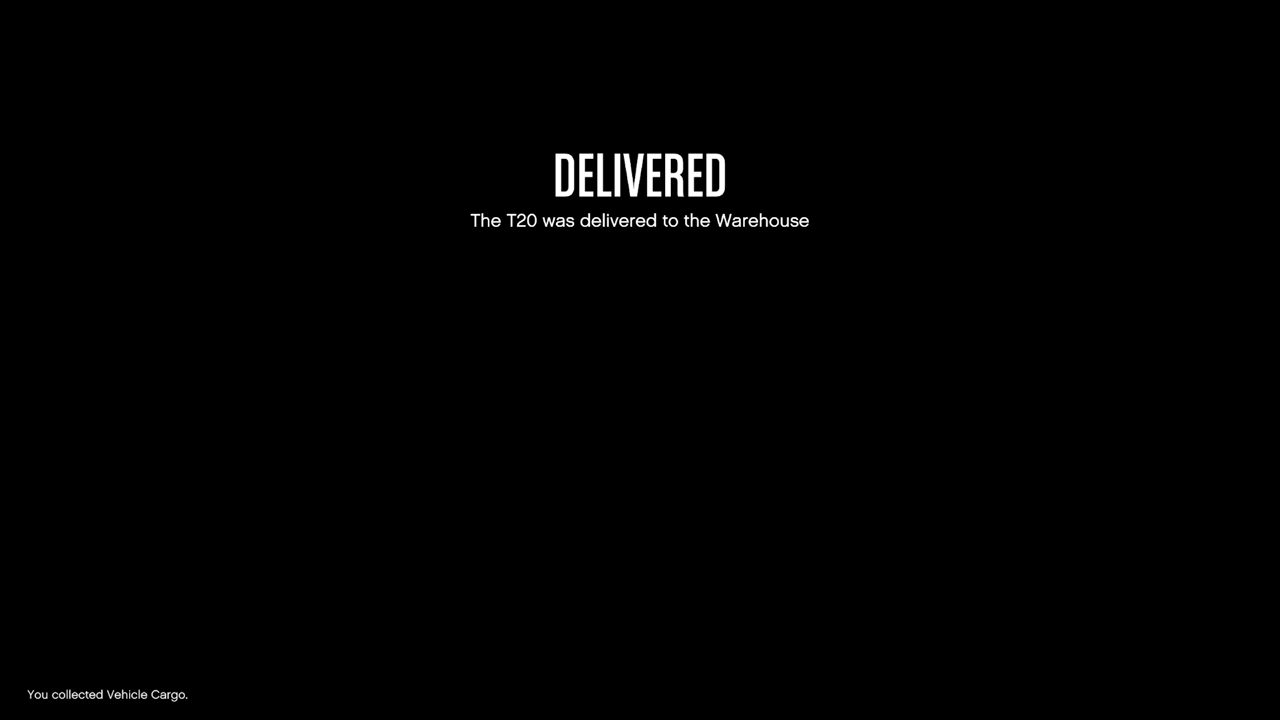 DELIVERED
The T20 was delivered to the Warehouse
You collected Vehicle Cargo.